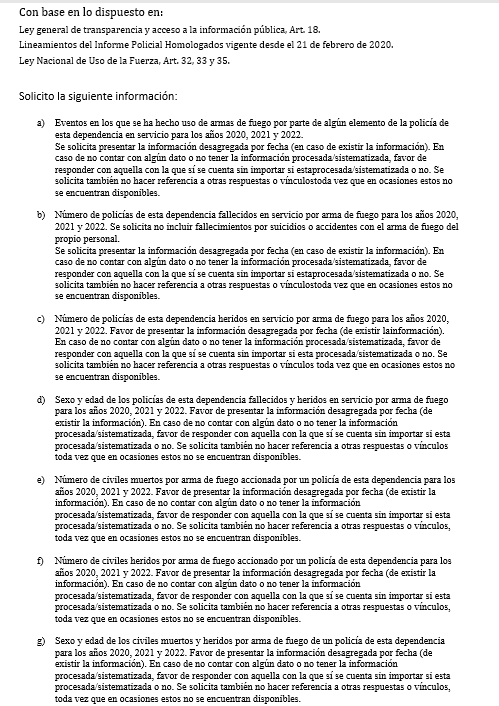 Con base en lo dispuesto en:
Ley general de transparencia y acceso a la información pública, Art. 18.
Lineamientos del Informe Policial Homologados vigente desde el 21 de febrero de 2020.
Ley Nacional de Uso de la Fuerza, Art. 32, 33 y 35.
Solicito la siguiente información:
a) Eventos en los que se ha hecho uso de armas de fuego por parte de algún elemento de la policía de
esta dependencia en servicio para los años 2020, 2021 y 2022.
Se solicita presentar la información desagregada por fecha (en caso de existir la información). En
caso de no contar con algún dato o no tener la información procesada/sistematizada, favor de
responder con aquella con la que sí se cuenta sin importar si estaprocesada/sistematizada o no. Se
solicita también no hacer referencia a otras respuestas o vínculostoda vez que en ocasiones estos no
se encuentran disponibles.
b) Número de policías de esta dependencia fallecidos en servicio por arma de fuego para los años 2020,
2021 y 2022. Se solicita no incluir fallecimientos por suicidios o accidentes con el arma de fuego del
propio personal.
Se solicita presentar la información desagregada por fecha (en caso de existir la información). En
caso de no contar con algún dato o no tener la información procesada/sistematizada, favor de
responder con aquella con la que sí se cuenta sin importar si estaprocesada/sistematizada o no. Se
solicita también no hacer referencia a otras respuestas o vínculostoda vez que en ocasiones estos no
se encuentran disponibles.
c) Número de policías de esta dependencia heridos en servicio por arma de fuego para los años 2020,
2021 y 2022. Favor de presentar la información desagregada por fecha (de existir lainformación).
En caso de no contar con algún dato o no tener la información procesada/sistematizada, favor de
responder con aquella con la que sí se cuenta sin importar si esta procesada/sistematizada o no. Se
solicita también no hacer referencia a otras respuestas o vínculos toda vez que en ocasiones estos no
se encuentran disponibles.
d) Sexo y edad de los policías de esta dependencia fallecidos y heridos en servicio por arma de fuego
para los años 2020, 2021 y 2022. Favor de presentar la información desagregada por fecha (de
existir la información). En caso de no contar con algún dato o no tener la información
procesada/sistematizada, favor de responder con aquella con la que sí se cuenta sin importar si esta
procesada/sistematizada o no. Se solicita también no hacer referencia a otras respuestas o vínculos
toda vez que en ocasiones estos no se encuentran disponibles.
e) Número de civiles muertos por arma de fuego accionada por un policía de esta dependencia para los
años 2020, 2021 y 2022. Favor de presentar la información desagregada por fecha (de existir la
información). En caso de no contar con algún dato o no tener la información
procesada/sistematizada, favor de responder con aquella con la que sí se cuenta sin importar si esta
procesada/sistematizada o no. Se solicita también no hacer referencia a otras respuestas o vínculos,
toda vez que en ocasiones estos no se encuentran disponibles.
f) Número de civiles heridos por arma de fuego accionado por un policía de esta dependencia para los
años 2020, 2021 y 2022. Favor de presentar la información desagregada por fecha (de existir la
información). En caso de no contar con algún dato o no tener la información
procesada/sistematizada, favor de responder con aquella con la que sí se cuenta sin importar si esta
procesada/sistematizada o no. Se solicita también no hacer referencia a otras respuestas o vínculos,
toda vez que en ocasiones estos no se encuentran disponibles.
g) Sexo y edad de los civiles muertos y heridos por arma de fuego de un policía de esta dependencia
para los años 2020, 2021 y 2022. Favor de presentar la información desagregada por fecha (de
existir la información). En caso de no contar con algún dato o no tener la información
procesada/sistematizada, favor de responder con aquella con la que sí se cuenta sin importar si esta
procesada/sistematizada o no. Se solicita también no hacer referencia a otras respuestas o vínculos,
toda vez que en ocasiones estos no se encuentran disponibles.